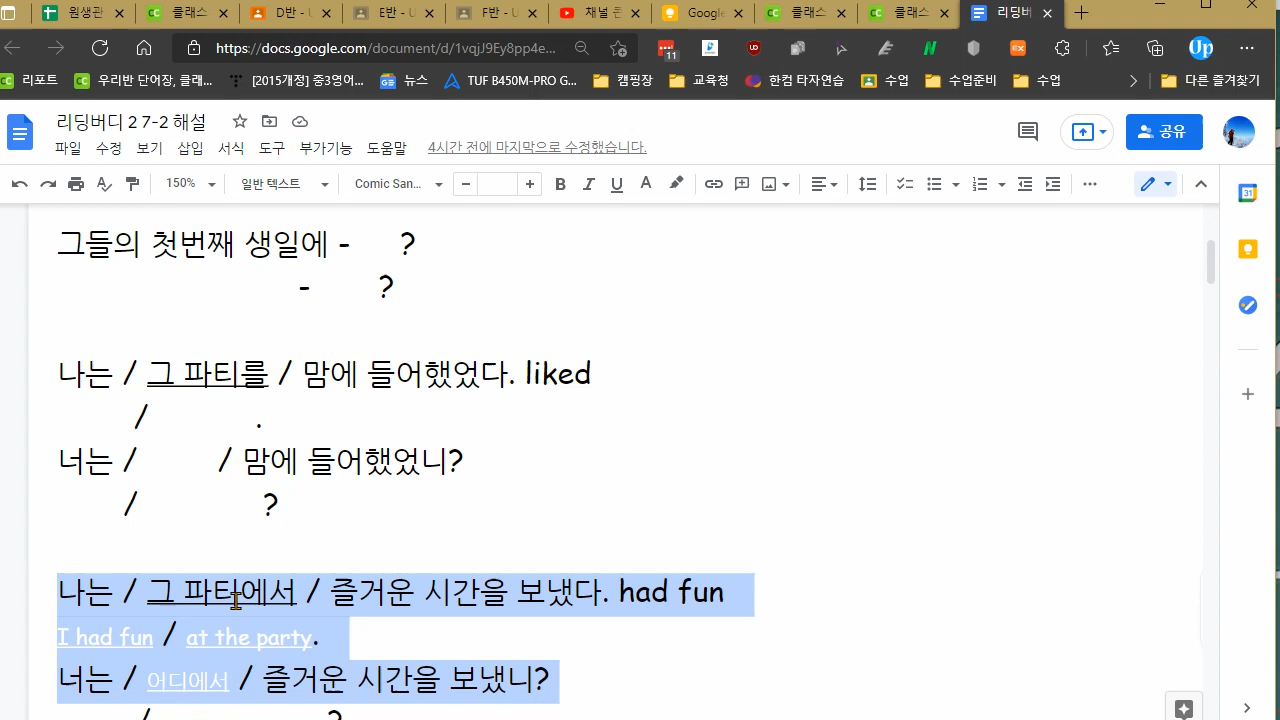 생원관
클래스
D반 - U
E반 - U
F반 - U
채널 콘
Google
클래스
클래스
리딩버디
https://docs.google.com/document/d/1vqjJ9Ey8pp4e...
11
Up
리포트
우리반 단어장, 클래...
[2015개정] 중3영어...
뉴스
TUF B450M-PRO G...
캠핑장
교육청
한컴 타자연습
수업
수업준비
수업
다른 즐겨찾기
리딩버디 2 7-2 해설
파일 수정 보기 삽입 서식 도구 부가기능 도움말
4시간 전에 마지막으로 수정했습니다.
공유
150%
일반 텍스트
Comic San...
31
그들의 첫번째 생일에 - ?
- ?
나는 / 그 파티를 / 맘에 들어했었다. liked
/ .
너는 / / 맘에 들어했었니?
/ ?
나는 / 그 파티에서 / 즐거운 시간을 보냈다. had fun
I had fun / at the party.
너는 / 어디에서 / 즐거운 시간을 보냈니?
/ ?